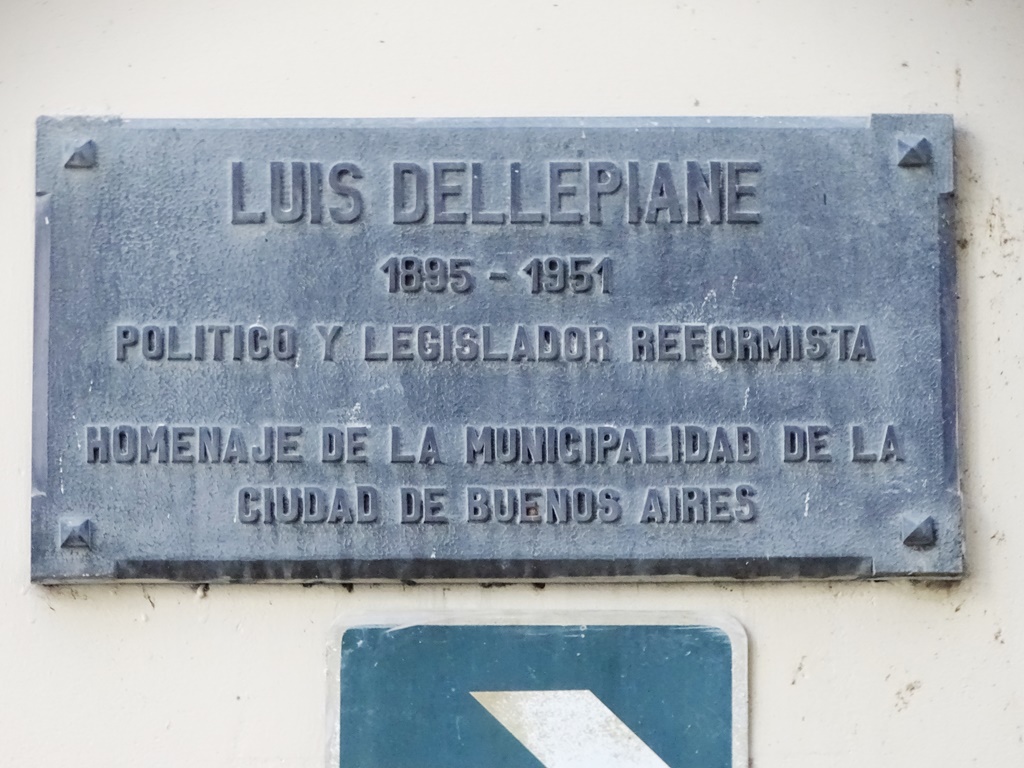 LUIS DELLEPIANE
1895 - 1951
POLITICO Y LEGISLADOR REFORMISTA
HOMENAJE DE LA MUNICIPALIDAD DE LA
CIUDAD DE BUENOS AIRES